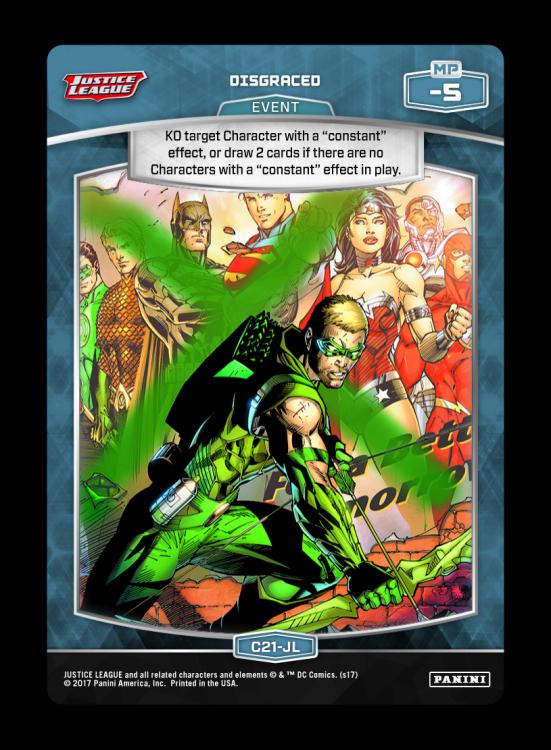 JUSTICE
LEAGUE
DISGRACED
MP
-5
EVENT
KO target Character with a “constant”
effect, or draw 2 cards if there are no
Characters with a “constant” effect in play.
a Bett
C21-JL
JUSTICE LEAGUE and all related characters and elements © & ™ DC Comics. (s17)
© 2017 Panini America, Inc. Printed in the USA.
PANINI